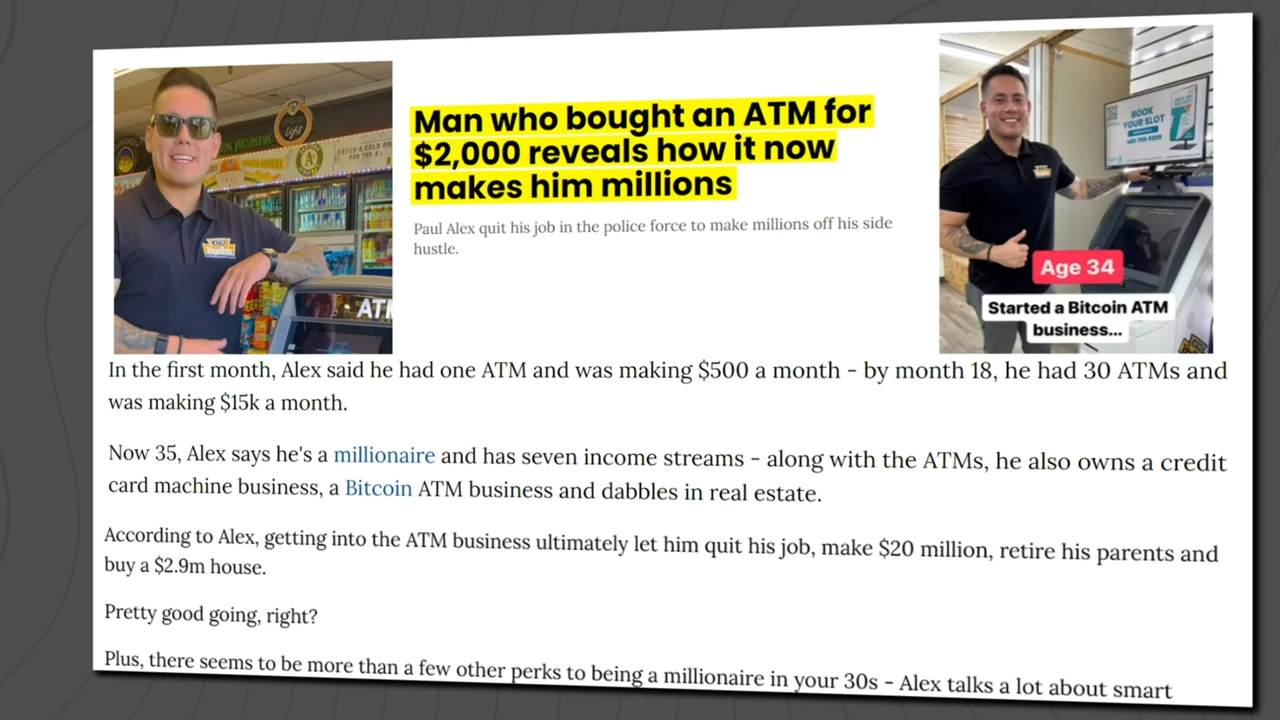 Man who bought an ATM for
$2,000 reveals how it now
makes him millions
Paul Alex quit his job in the police force to make millions off his side
hustle.
Light
CATCH A COLD ON
FOR THE A's
ATM
BOOK
YOUR SLOT
Age 34
Started a Bitcoin ATM
business...
In the first month, Alex said he had one ATM and was making $500 a month - by month 18, he had 30 ATMs and
was making $15k a month.
Now 35, Alex says he's a millionaire and has seven income streams - along with the ATMs, he also owns a credit
card machine business, a Bitcoin ATM business and dabbles in real estate.
According to Alex, getting into the ATM business ultimately let him quit his job, make $20 million, retire his parents and
buy a $2.9m house.
Pretty good going, right?
Plus, there seems to be more than a few other perks to being a millionaire in your 30s - Alex talks a lot about smart